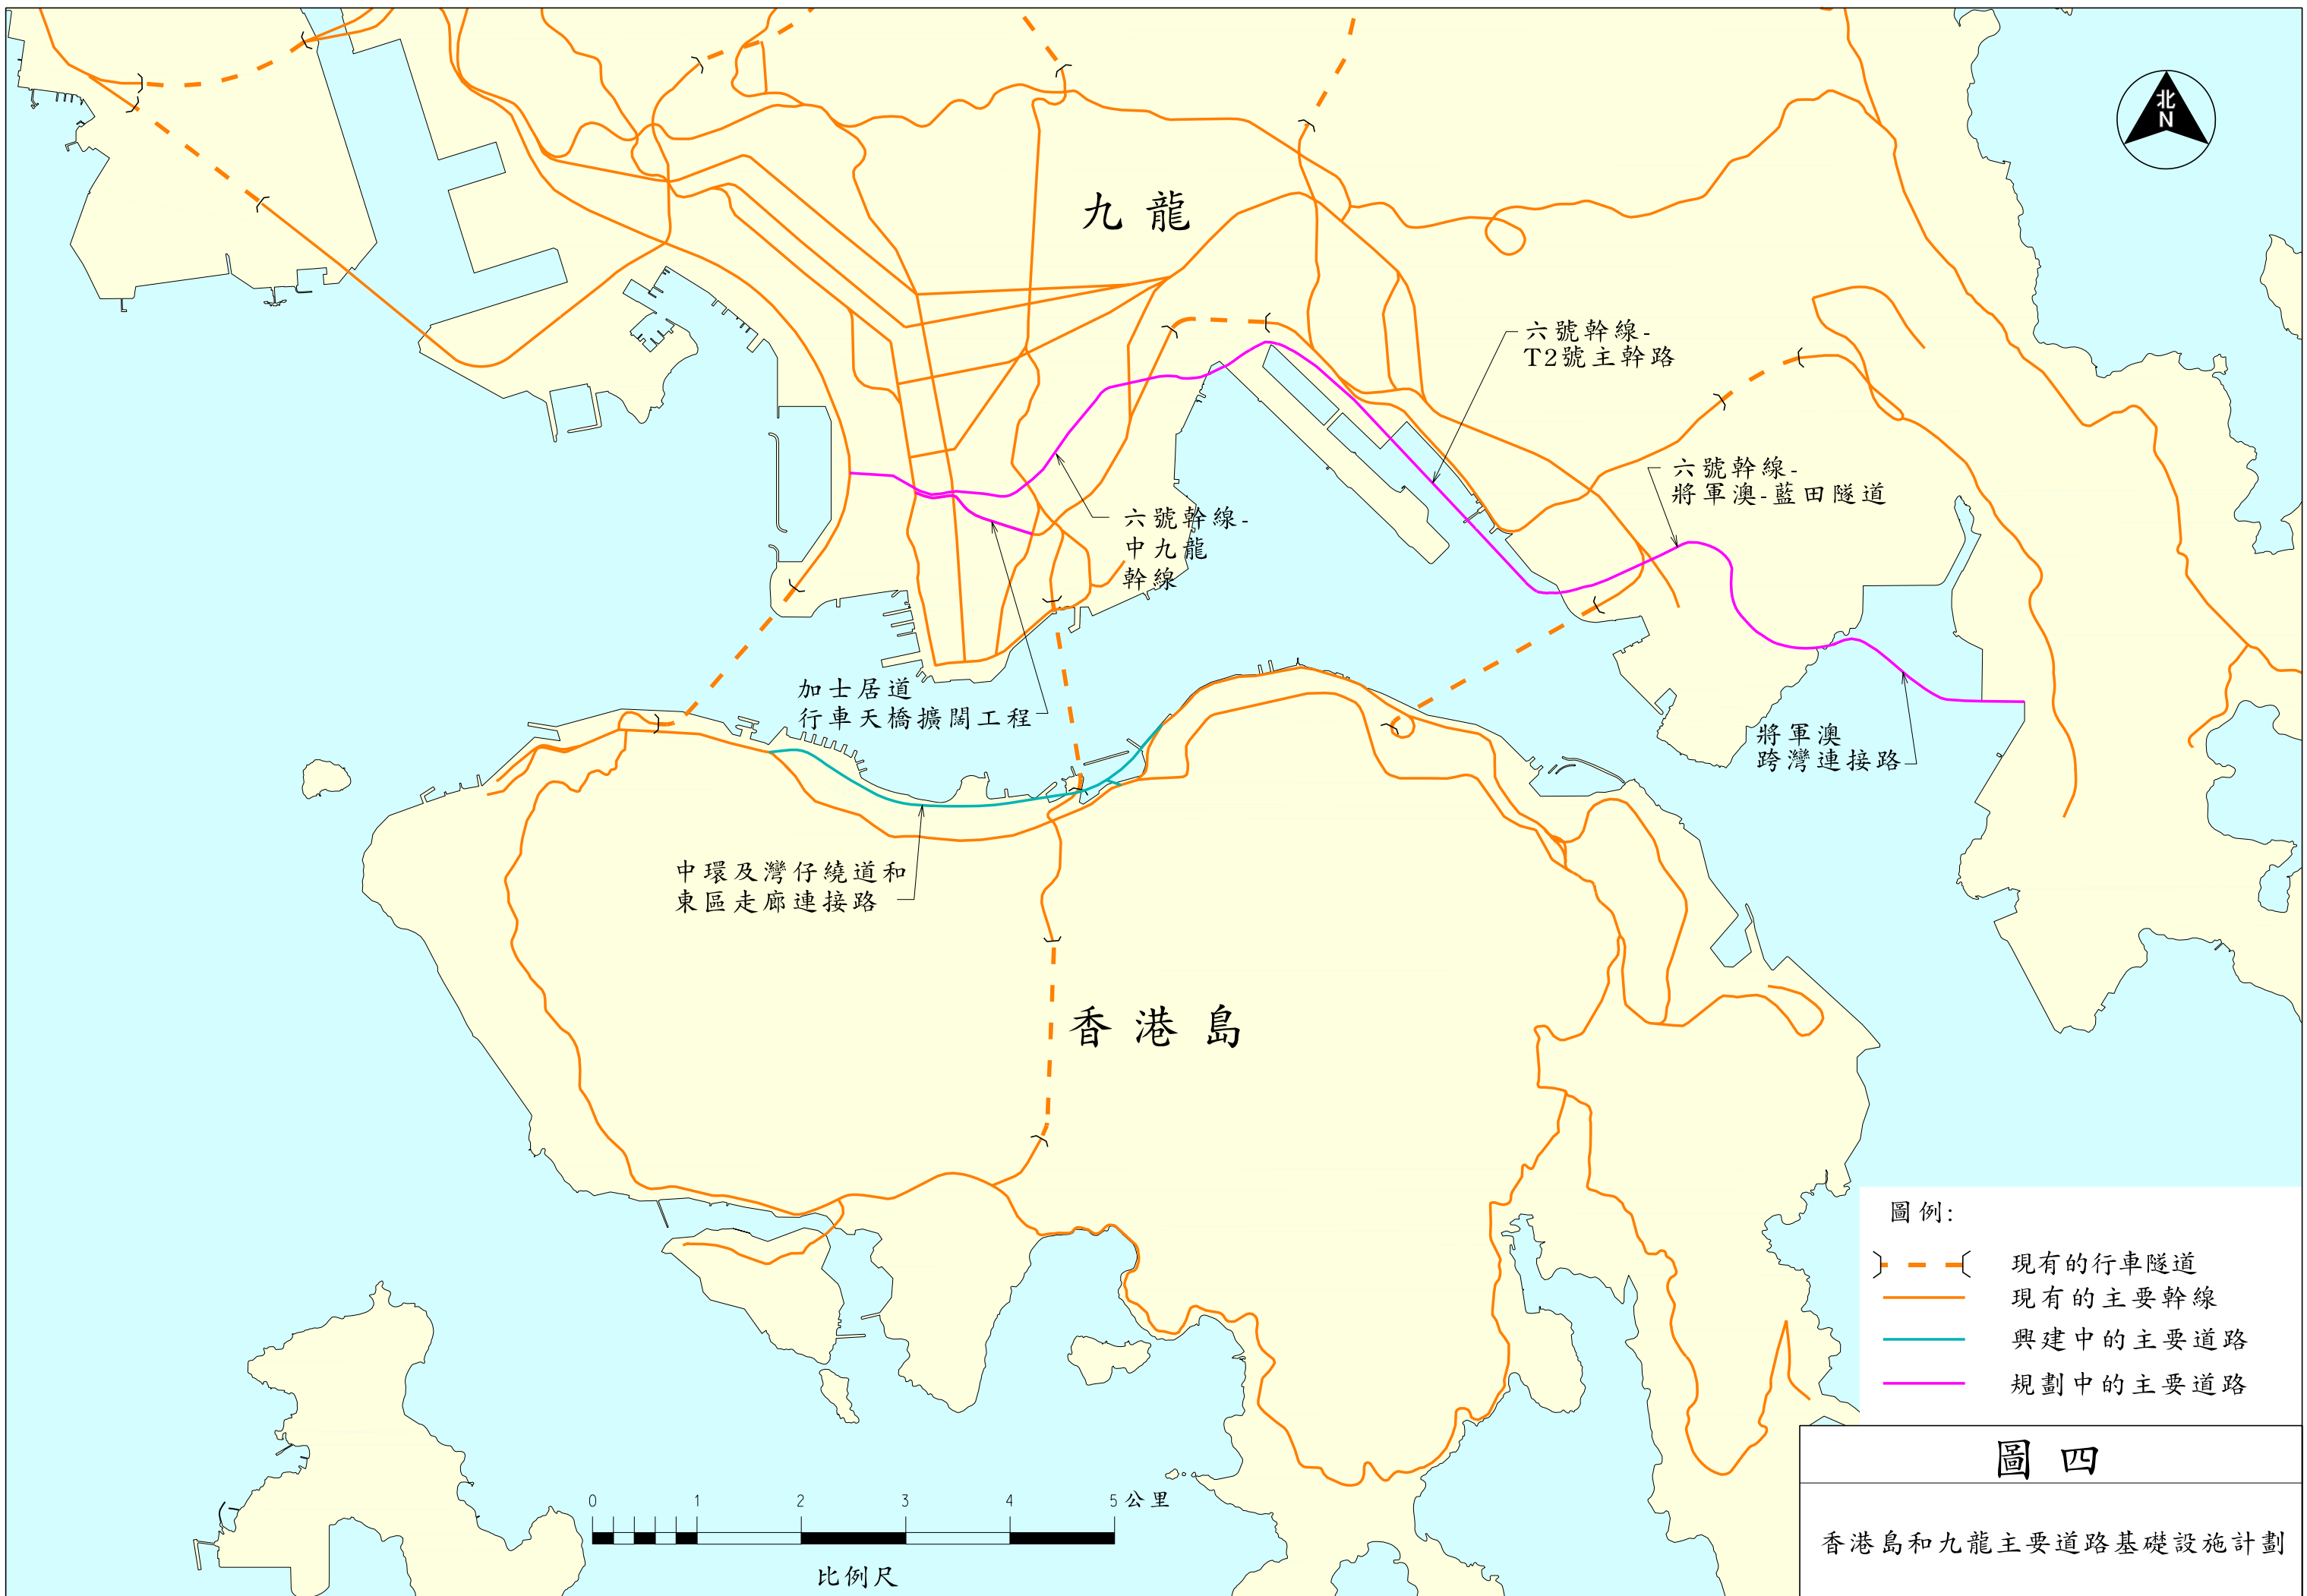 北
N
九龍
六號幹線-
T2號主幹路
六號幹線-
將軍澳-藍田隧道
六號幹線-
中九龍
幹線
加士居道
行車天橋擴闊工程
將軍澳
跨灣連接路
中環及灣仔繞道和
東區走廊連接路
香港島
圖例:
現有的行車隧道
現有的主要幹線
興建中的主要道路
規劃中的主要道路
0 1 2 3 4 5 公里
比例尺
圖四
香港島和九龍主要道路基礎設施計劃